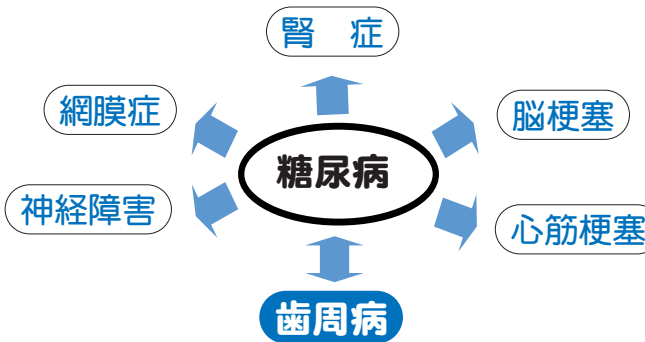 腎　症
網膜症
脳梗塞
糖尿病
神経障害
心筋梗塞
歯周病